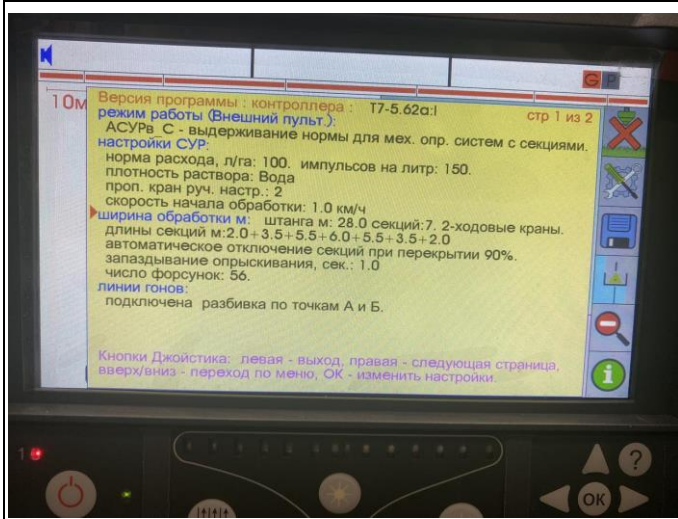 G P
10м
Версия программы : контроллера : Т7-5.62a:l стр 1 из 2
режим работы (Внешний пульт.):
АСУРв_С - выдерживание нормы для мех. опр. систем с секциями.
настройки СУР:
норма расхода, л/га: 100. импульсов на литр: 150.
плотность раствора: Вода
проп. кран руч. настр.: 2
скорость начала обработки: 1.0 км/ч
ширина обработки м: штанга м: 28.0 секций:7. 2-ходовые краны.
длины секций м:2.0+3.5+5.5+6.0+5.5+3.5+2.0
автоматическое отключение секций при перекрытии 90%.
запаздывание опрыскивания, сек.: 1.0
число форсунок: 56.
линии гонов:
подключена разбивка по точкам А и Б.
Кнопки Джойстика: левая - выход, правая - следующая страница,
вверх/вниз - переход по меню, ОК - изменить настройки.
i
1
?
OK